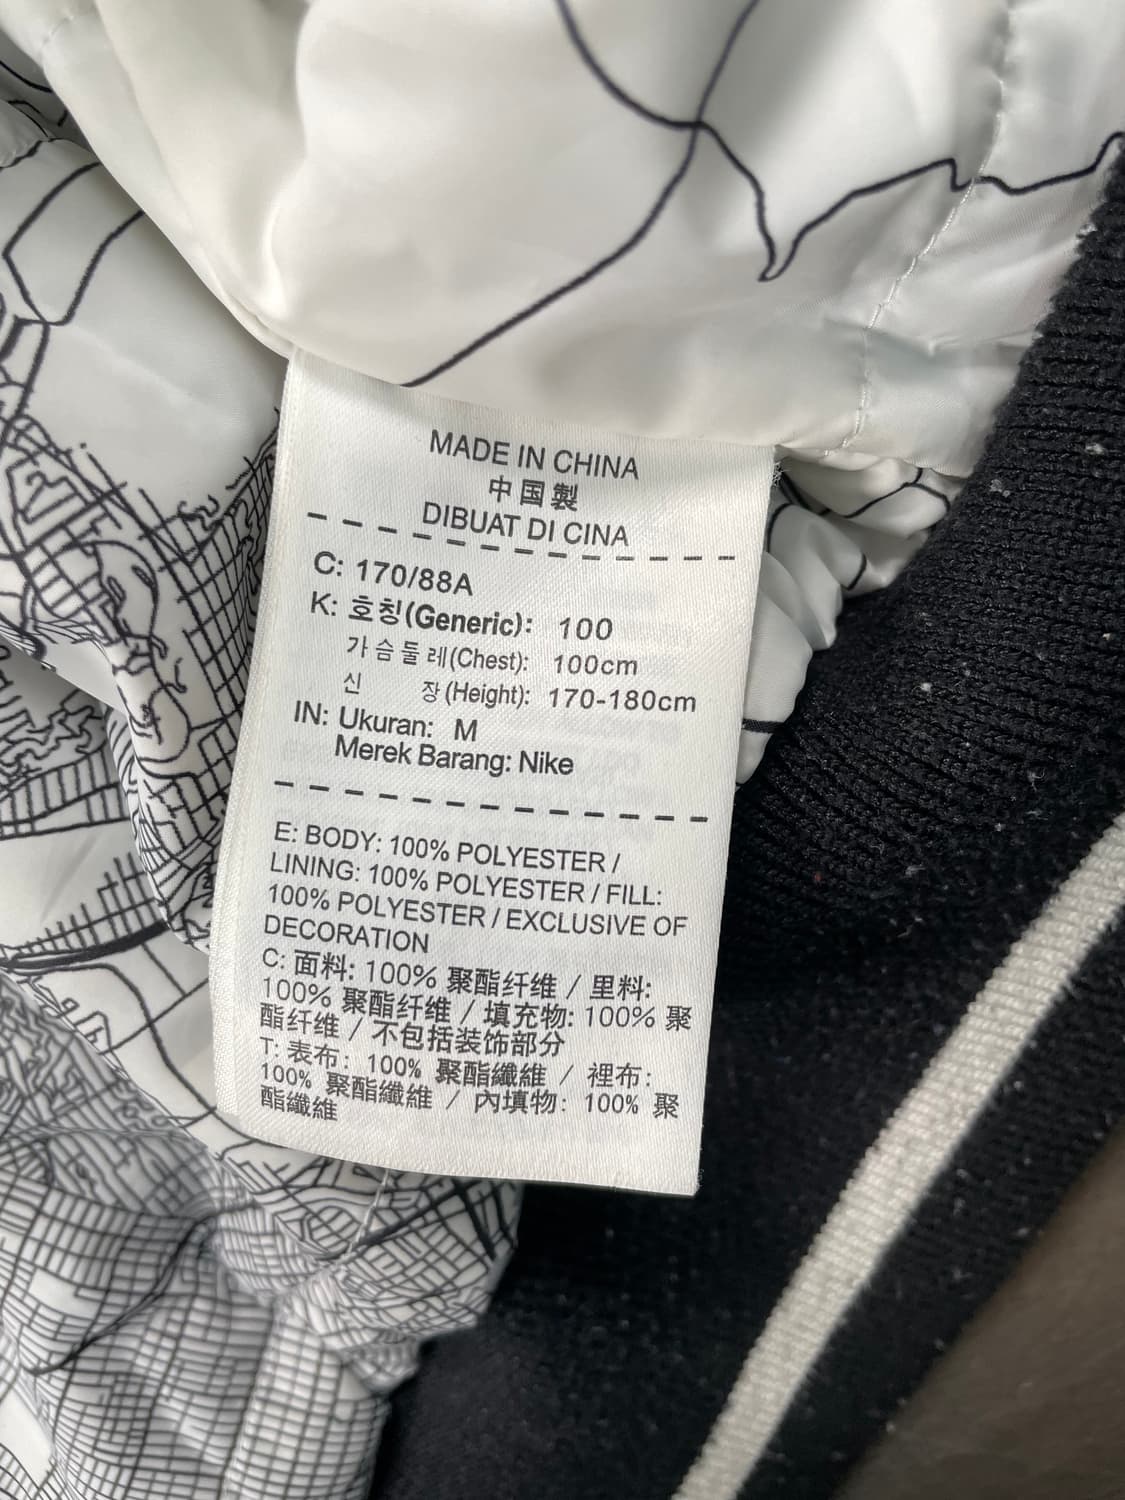 MADE IN CHINA
中国製
DIBUAT DI CINA
C: 170/88A
K: 호칭(Generic): 100
가슴둘레(Chest): 100cm
신 장(Height): 170-180cm
IN: Ukuran: M
Merek Barang: Nike
E: BODY: 100% POLYESTER /
LINING: 100% POLYESTER / FILL:
100% POLYESTER / EXCLUSIVE OF
DECORATION
C: 面料: 100% 聚酯纤维 / 里料:
100% 聚酯纤维 / 填充物: 100% 聚
酯纤维 / 不包括装饰部分
T: 表布: 100% 聚酯纖維 / 裡布:
100% 聚酯纖維 / 內填物: 100% 聚
酯纖維